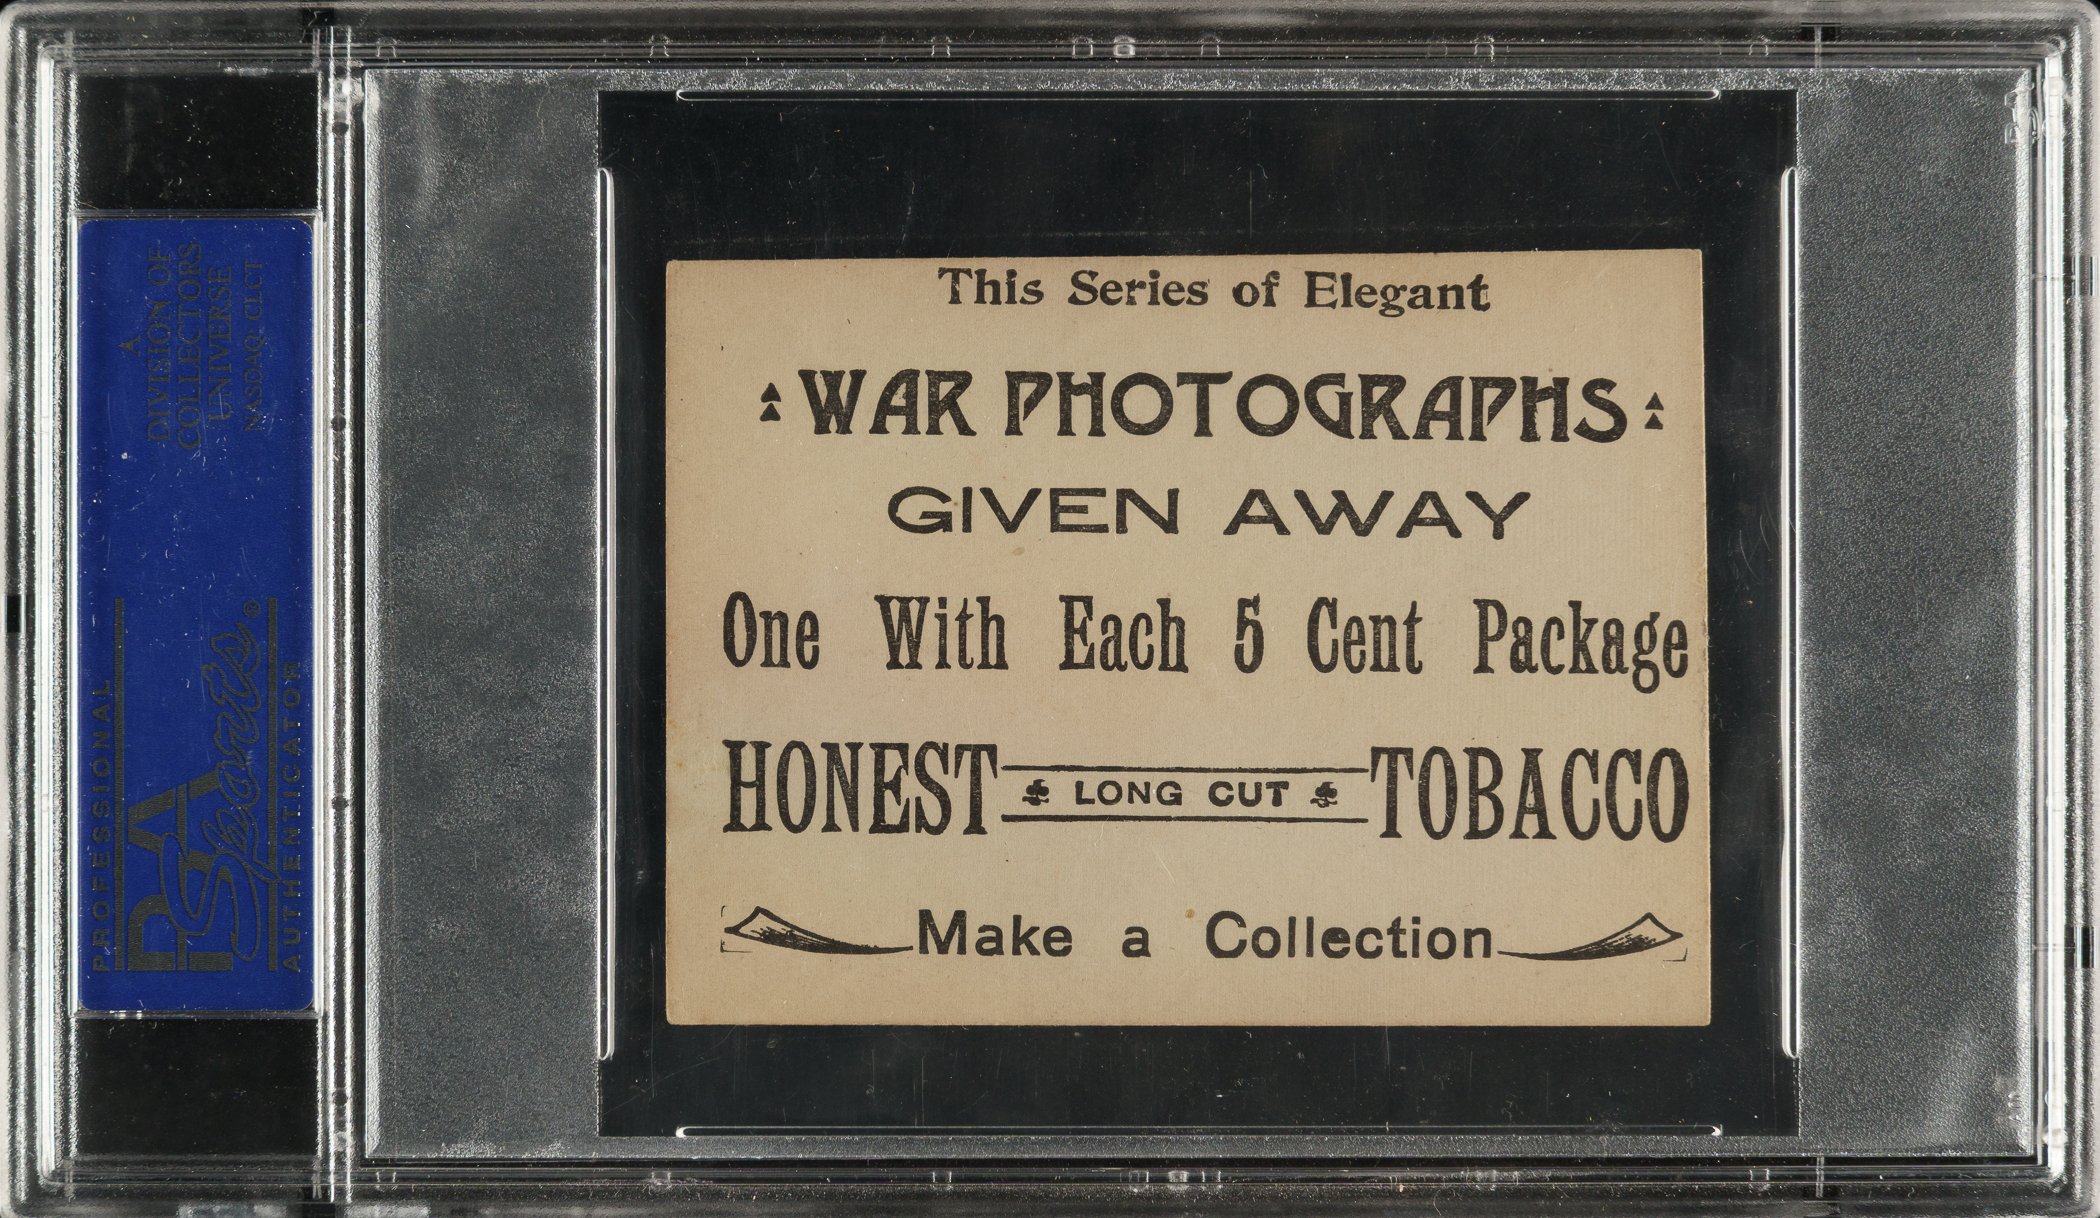 This Series of Elegant
WAR PHOTOGRAPHS
GIVEN AWAY
One With Each 5 Cent Package
HONEST LONG CUT TOBACCO
Make a Collection
A
DIVISION OF
COLLECTORS
UNIVERSE
NASDAQ: CLCT
PROFESSIONAL
PSA
Sports®
AUTHENTICATOR